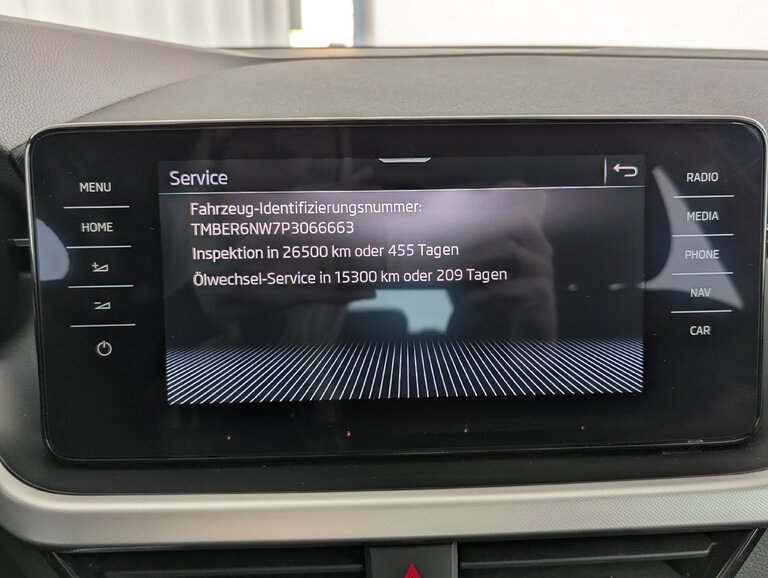 Service
Fahrzeug-Identifizierungsnummer:
TMBER6NW7P3066663
Inspektion in 26500 km oder 455 Tagen
Ölwechsel-Service in 15300 km oder 209 Tagen
MENU
HOME
RADIO
MEDIA
PHONE
NAV
CAR